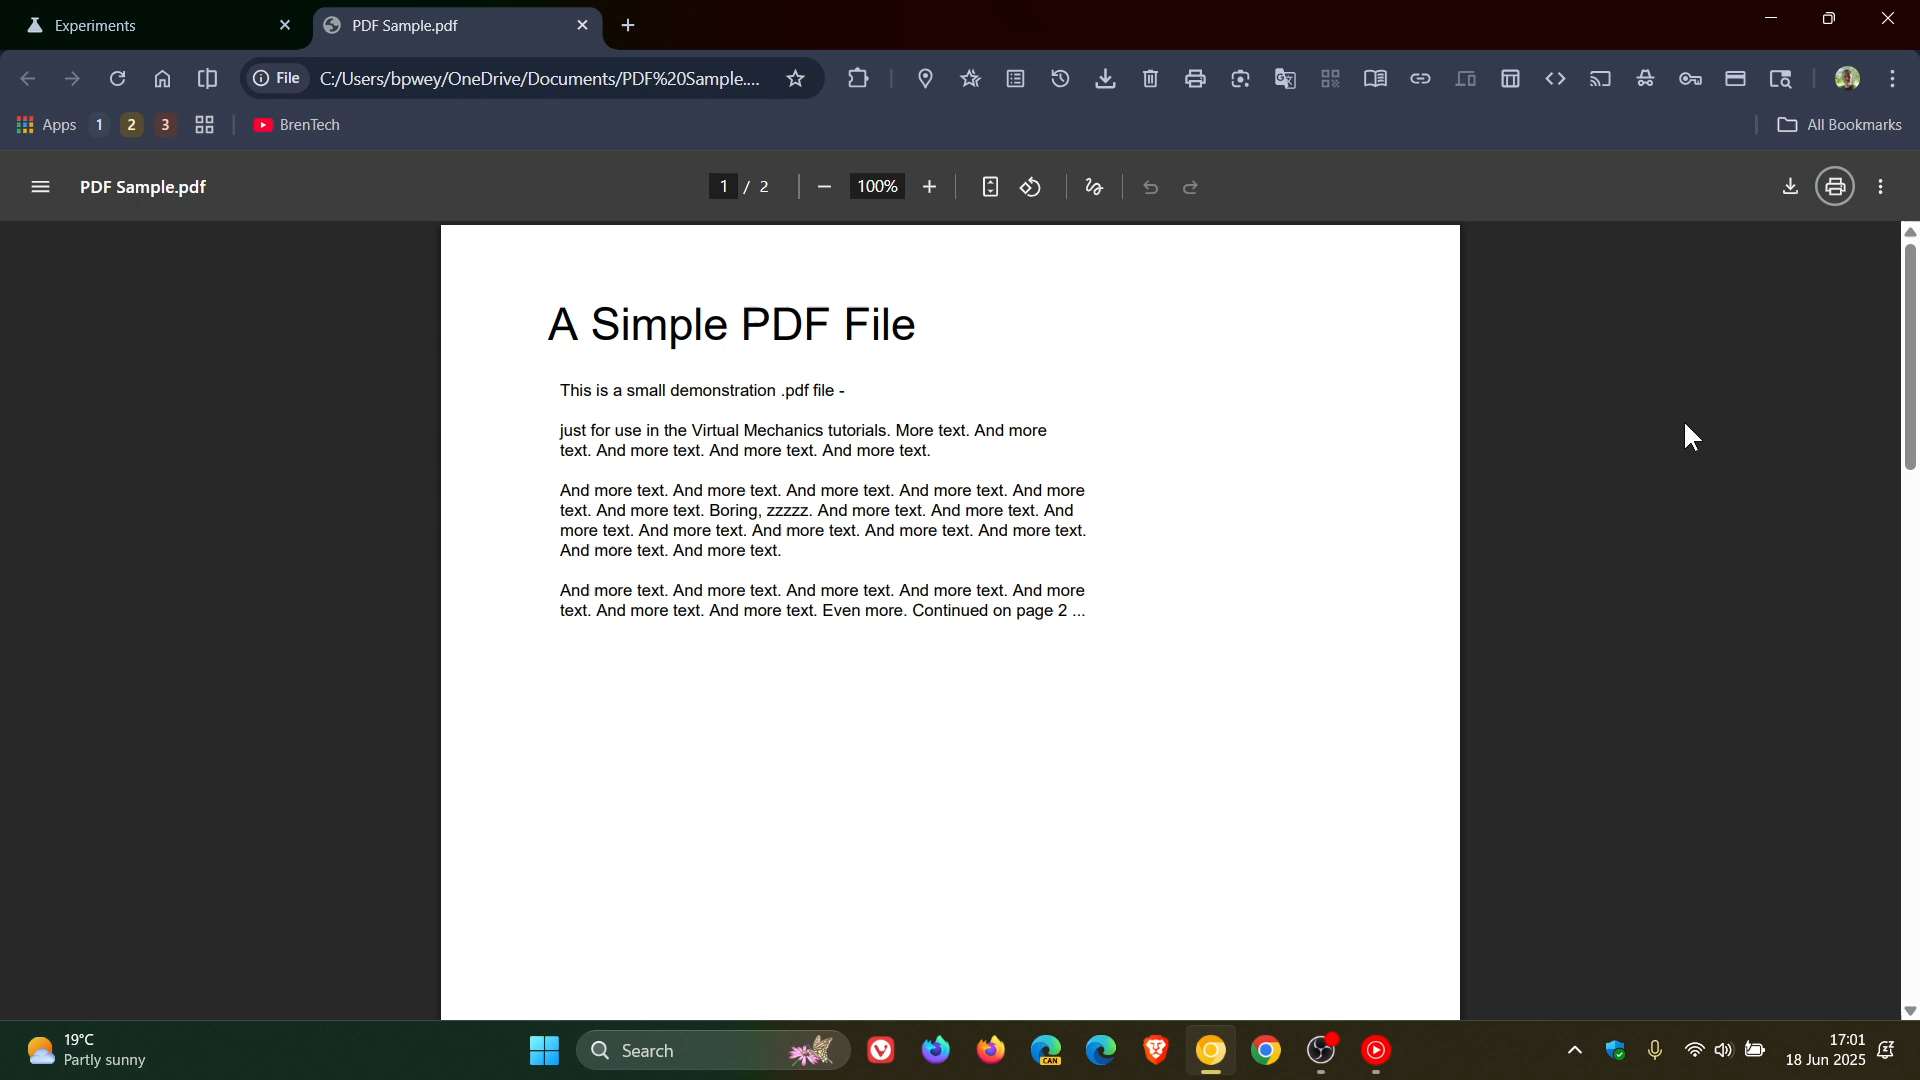 Experiments
PDF Sample.pdf
File C:/Users/bpwey/OneDrive/Documents/PDF%20Sample....
Apps 1 2 3 BrenTech All Bookmarks
PDF Sample.pdf 1 / 2 100%
A Simple PDF File
This is a small demonstration .pdf file -
just for use in the Virtual Mechanics tutorials. More text. And more
text. And more text. And more text. And more text.
And more text. And more text. And more text. And more text. And more
text. And more text. Boring, zzzzz. And more text. And more text. And
more text. And more text. And more text. And more text. And more text.
And more text. And more text.
And more text. And more text. And more text. And more text. And more
text. And more text. And more text. Even more. Continued on page 2 ...
19°C
Partly sunny
Search
CAN
17:01
18 Jun 2025